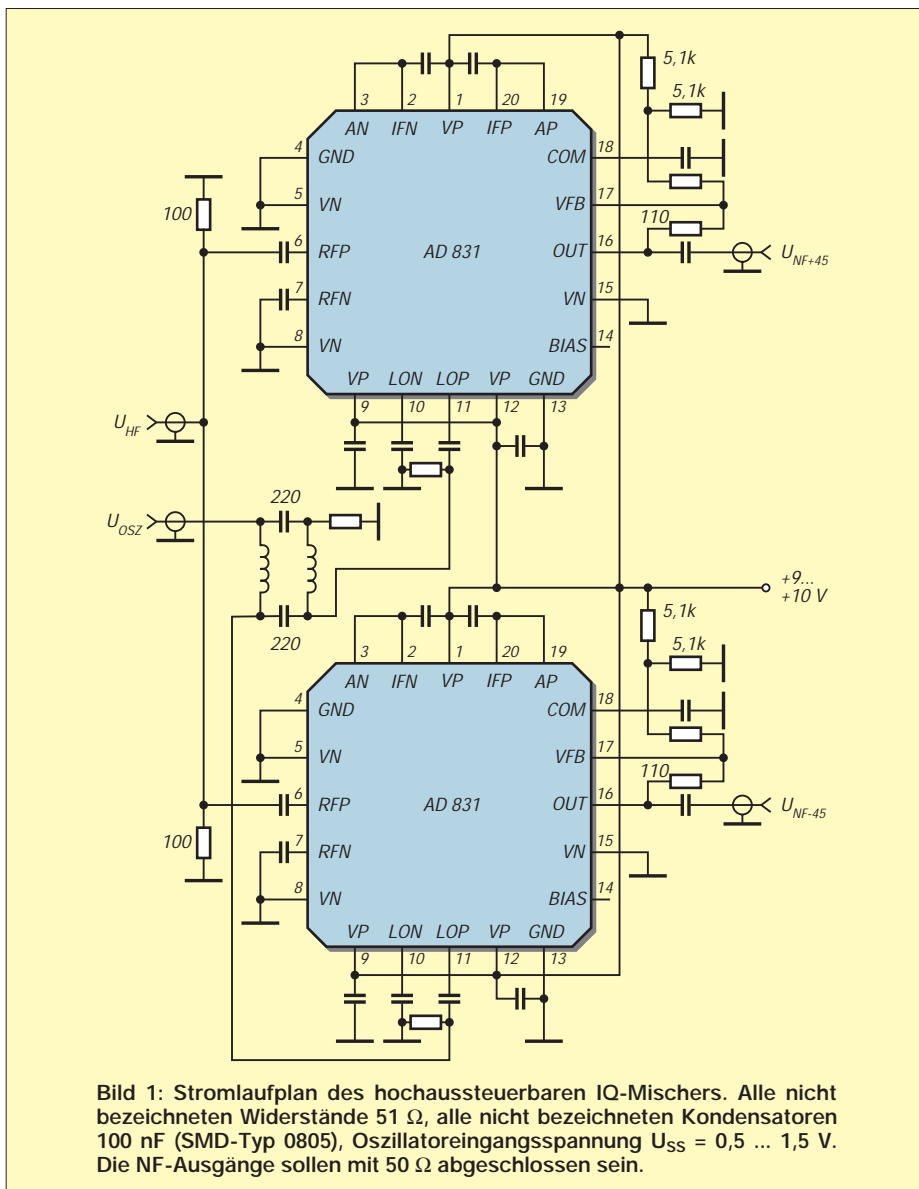 5,1k
5,1k
3 2 1 20 19
AN IFN VP IFP AP
4 GND COM 18
5 VN VFB 17
100
110
6 RFP AD 831 OUT 16
U_NF+45
7 RFN VN 15
8 VN BIAS 14
VP LON LOP VP GND
9 10 11 12 13
U_HF
U_OSZ
220
220
+9...
+10 V
5,1k
5,1k
3 2 1 20 19
AN IFN VP IFP AP
4 GND COM 18
5 VN VFB 17
110
6 RFP AD 831 OUT 16
U_NF-45
100
7 RFN VN 15
8 VN BIAS 14
VP LON LOP VP GND
9 10 11 12 13
Bild 1: Stromlaufplan des hochaussteuerbaren IQ-Mischers. Alle nicht
bezeichneten Widerstände 51 Ω, alle nicht bezeichneten Kondensatoren
100 nF (SMD-Typ 0805), Oszillatoreingangsspannung U_SS = 0,5 ... 1,5 V.
Die NF-Ausgänge sollen mit 50 Ω abgeschlossen sein.